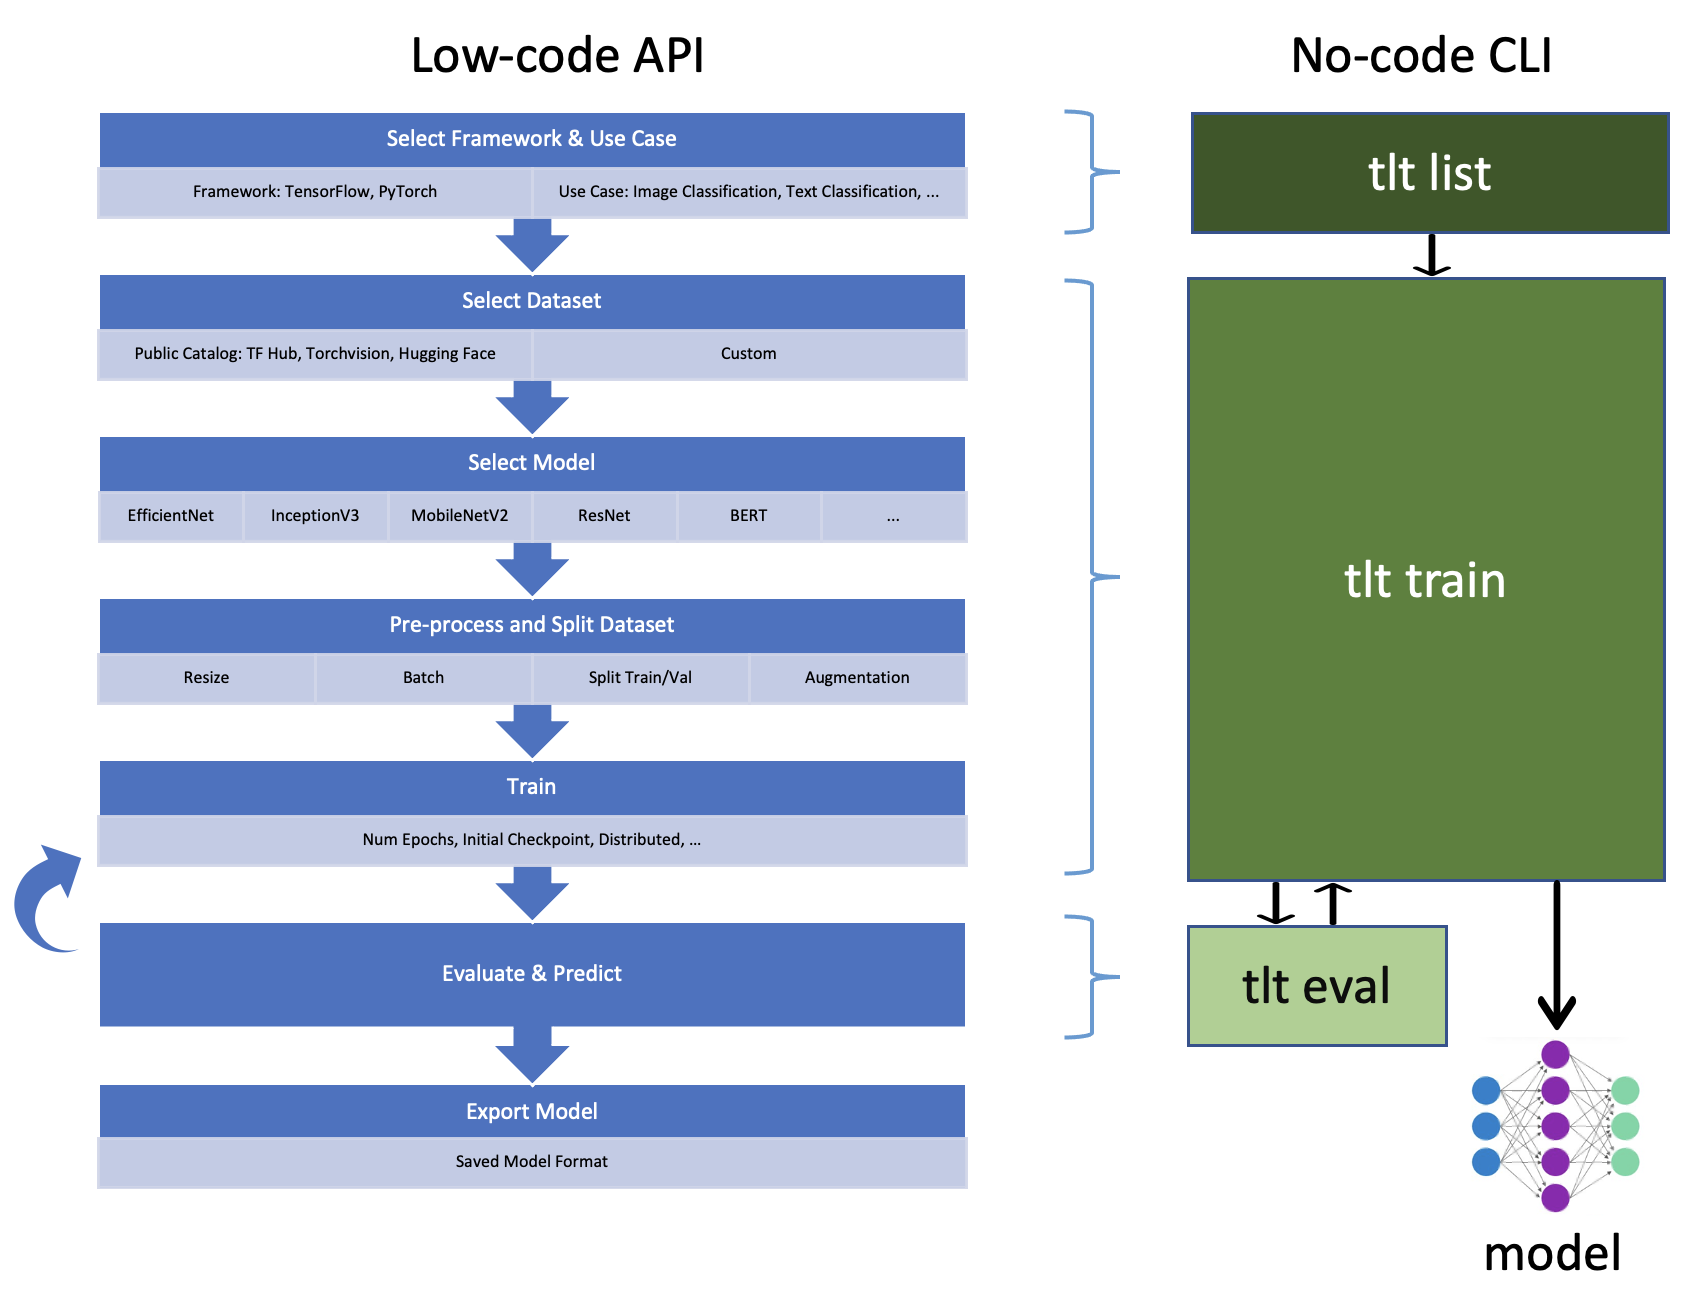 Low-code API
No-code CLI
Select Framework & Use Case
Framework: TensorFlow, PyTorch
Use Case: Image Classification, Text Classification, ...
Select Dataset
Public Catalog: TF Hub, Torchvision, Hugging Face
Custom
Select Model
EfficientNet
InceptionV3
MobileNetV2
ResNet
BERT
...
Pre-process and Split Dataset
Resize
Batch
Split Train/Val
Augmentation
Train
Num Epochs, Initial Checkpoint, Distributed, ...
Evaluate & Predict
Export Model
Saved Model Format
tlt list
tlt train
tlt eval
model